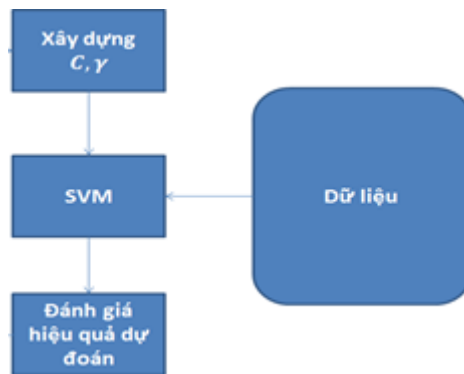 Xây dựng
C, γ
SVM
Dữ liệu
Đánh giá
hiệu quả dự
đoán